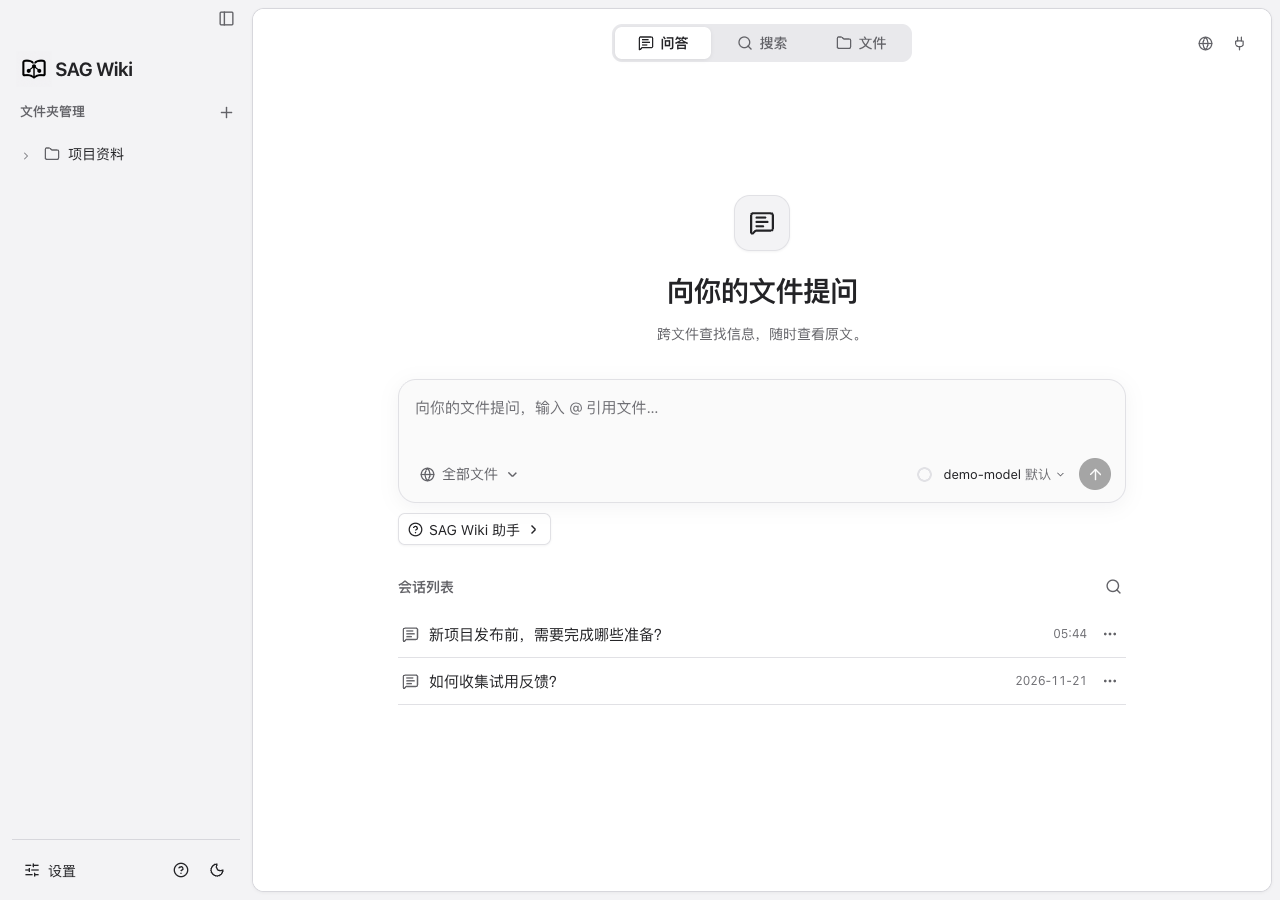 SAG Wiki
文件夹管理
项目资料
设置
问答
搜索
文件
向你的文件提问
跨文件查找信息，随时查看原文。
向你的文件提问，输入 @ 引用文件...
全部文件
demo-model 默认
SAG Wiki 助手
会话列表
新项目发布前，需要完成哪些准备？ 05:44
如何收集试用反馈？ 2026-11-21